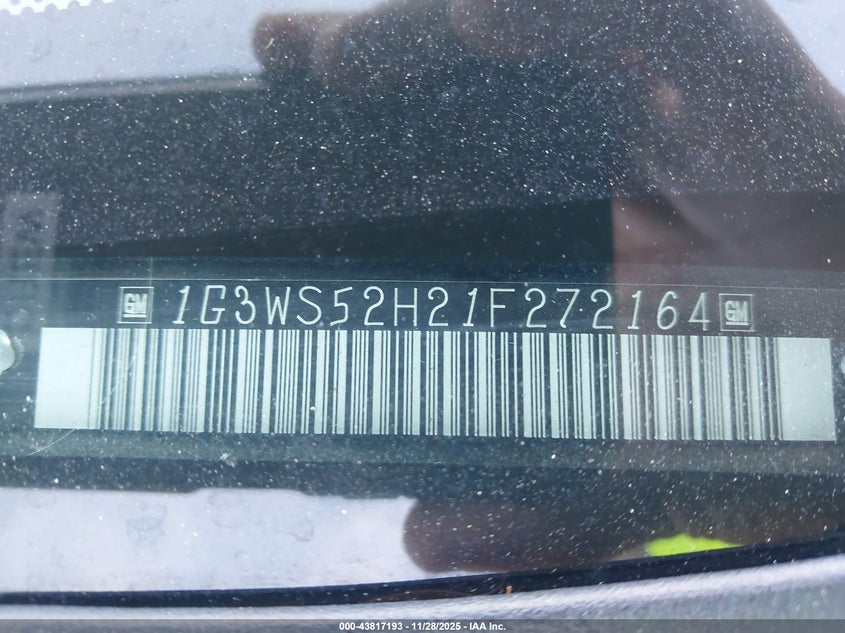 GM 1G3WS52H21F272164 GM
000-43817193 | 11/28/2025 | IAA Inc.